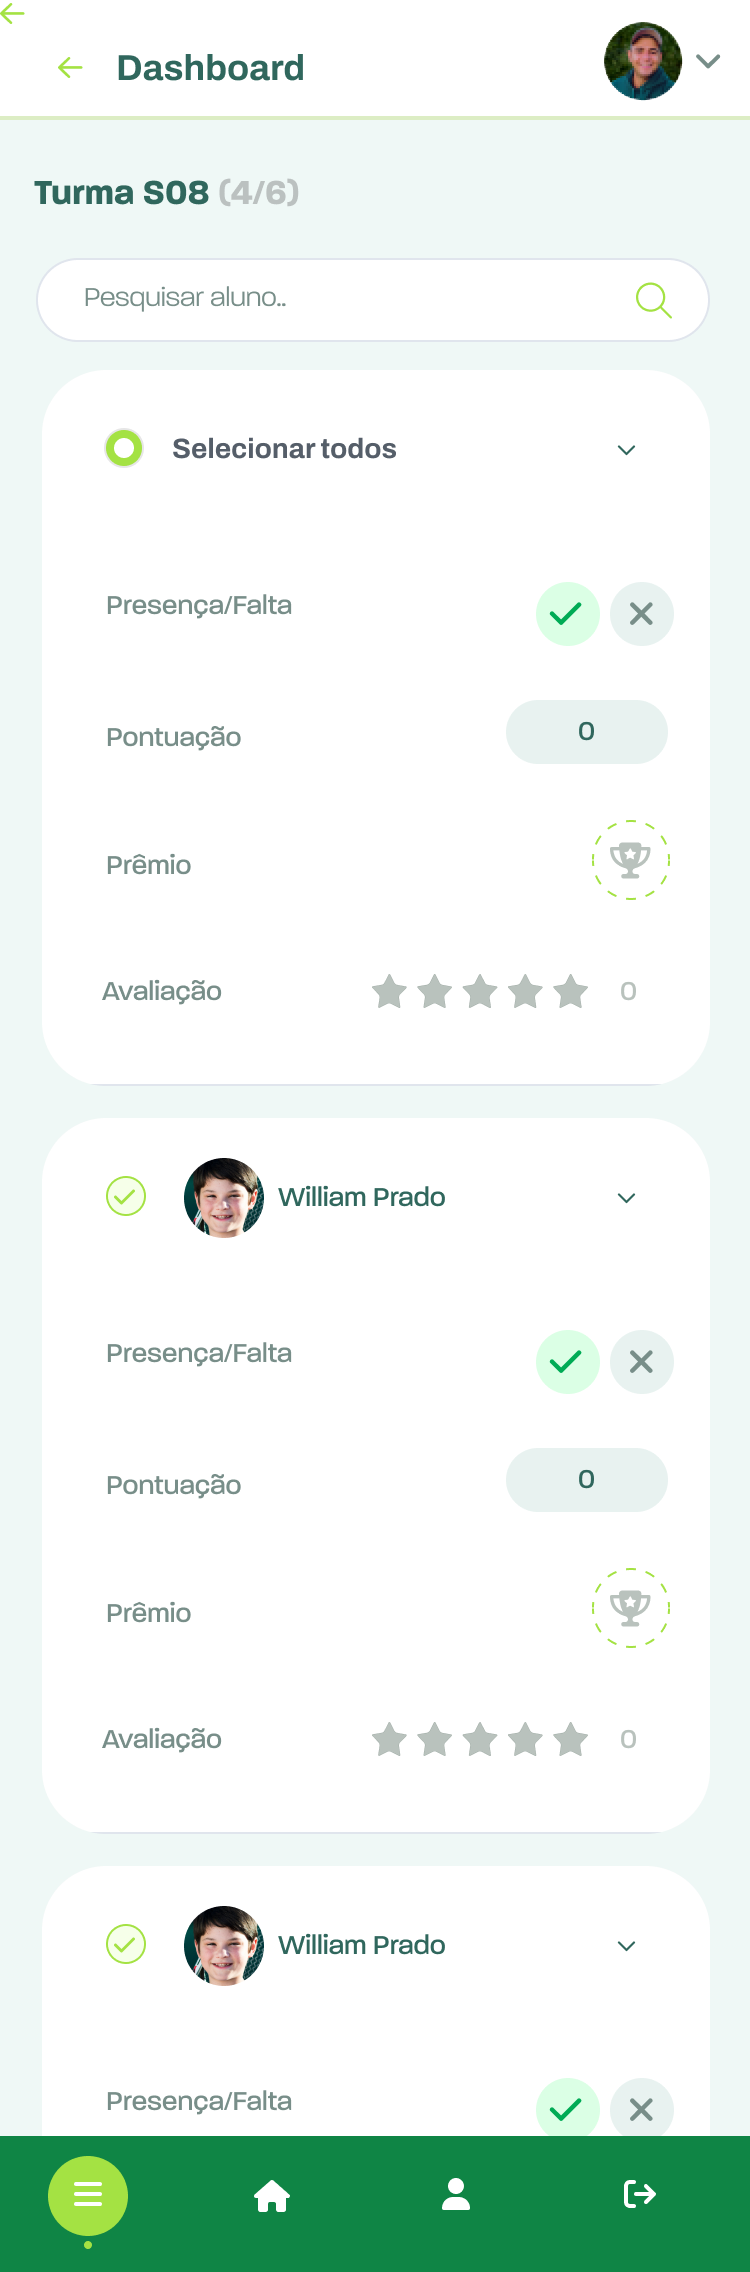 Dashboard
Turma S08 (4/6)
Pesquisar aluno..
Selecionar todos
Presença/Falta
Pontuação 0
Prêmio
Avaliação 0
William Prado
Presença/Falta
Pontuação 0
Prêmio
Avaliação 0
William Prado
Presença/Falta